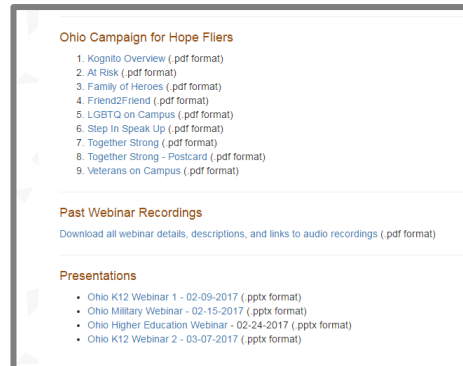 Ohio Campaign for Hope Fliers
1. Kognito Overview (.pdf format)
2. At Risk (.pdf format)
3. Family of Heroes (.pdf format)
4. Friend2Friend (.pdf format)
5. LGBTQ on Campus (.pdf format)
6. Step In Speak Up (.pdf format)
7. Together Strong (.pdf format)
8. Together Strong - Postcard (.pdf format)
9. Veterans on Campus (.pdf format)
Past Webinar Recordings
Download all webinar details, descriptions, and links to audio recordings (.pdf format)
Presentations
• Ohio K12 Webinar 1 - 02-09-2017 (.pptx format)
• Ohio Military Webinar - 02-15-2017 (.pptx format)
• Ohio Higher Education Webinar - 02-24-2017 (.pptx format)
• Ohio K12 Webinar 2 - 03-07-2017 (.pptx format)